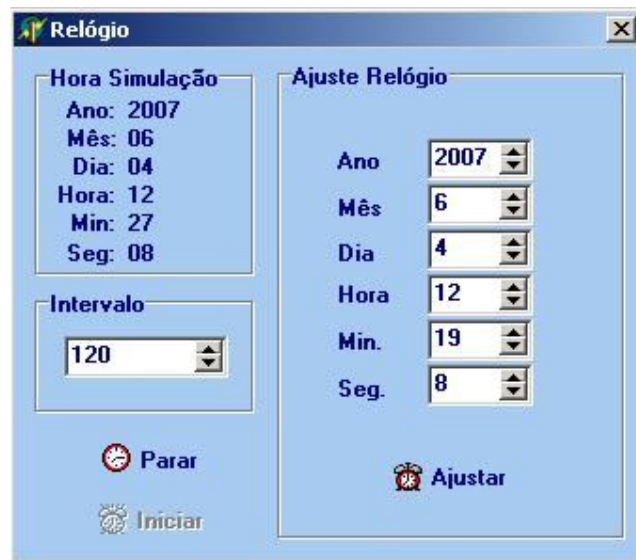 Relógio
Hora Simulação
Ano: 2007
Mês: 06
Dia: 04
Hora: 12
Min: 27
Seg: 08
Intervalo
120
Parar
Iniciar
Ajuste Relógio
Ano 2007
Mês 6
Dia 4
Hora 12
Min. 19
Seg. 8
Ajustar